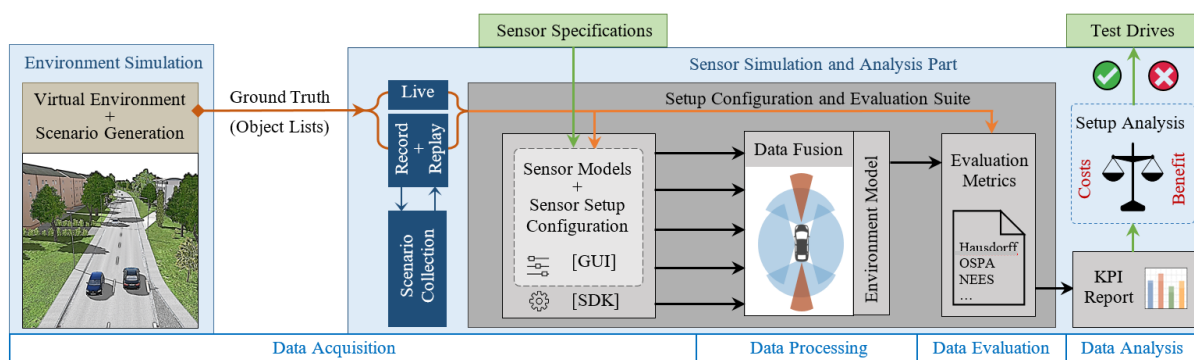 Sensor Specifications
Test Drives
Environment Simulation
Sensor Simulation and Analysis Part
Virtual Environment
+
Scenario Generation
Ground Truth
(Object Lists)
Live
Record
+
Replay
Scenario
Collection
Setup Configuration and Evaluation Suite
Sensor Models
+
Sensor Setup
Configuration
[GUI]
[SDK]
Data Fusion
Environment Model
Evaluation
Metrics
Hausdorff,
OSPA
NEES
…
Setup Analysis
Costs
Benefit
KPI
Report
Data Acquisition
Data Processing
Data Evaluation
Data Analysis